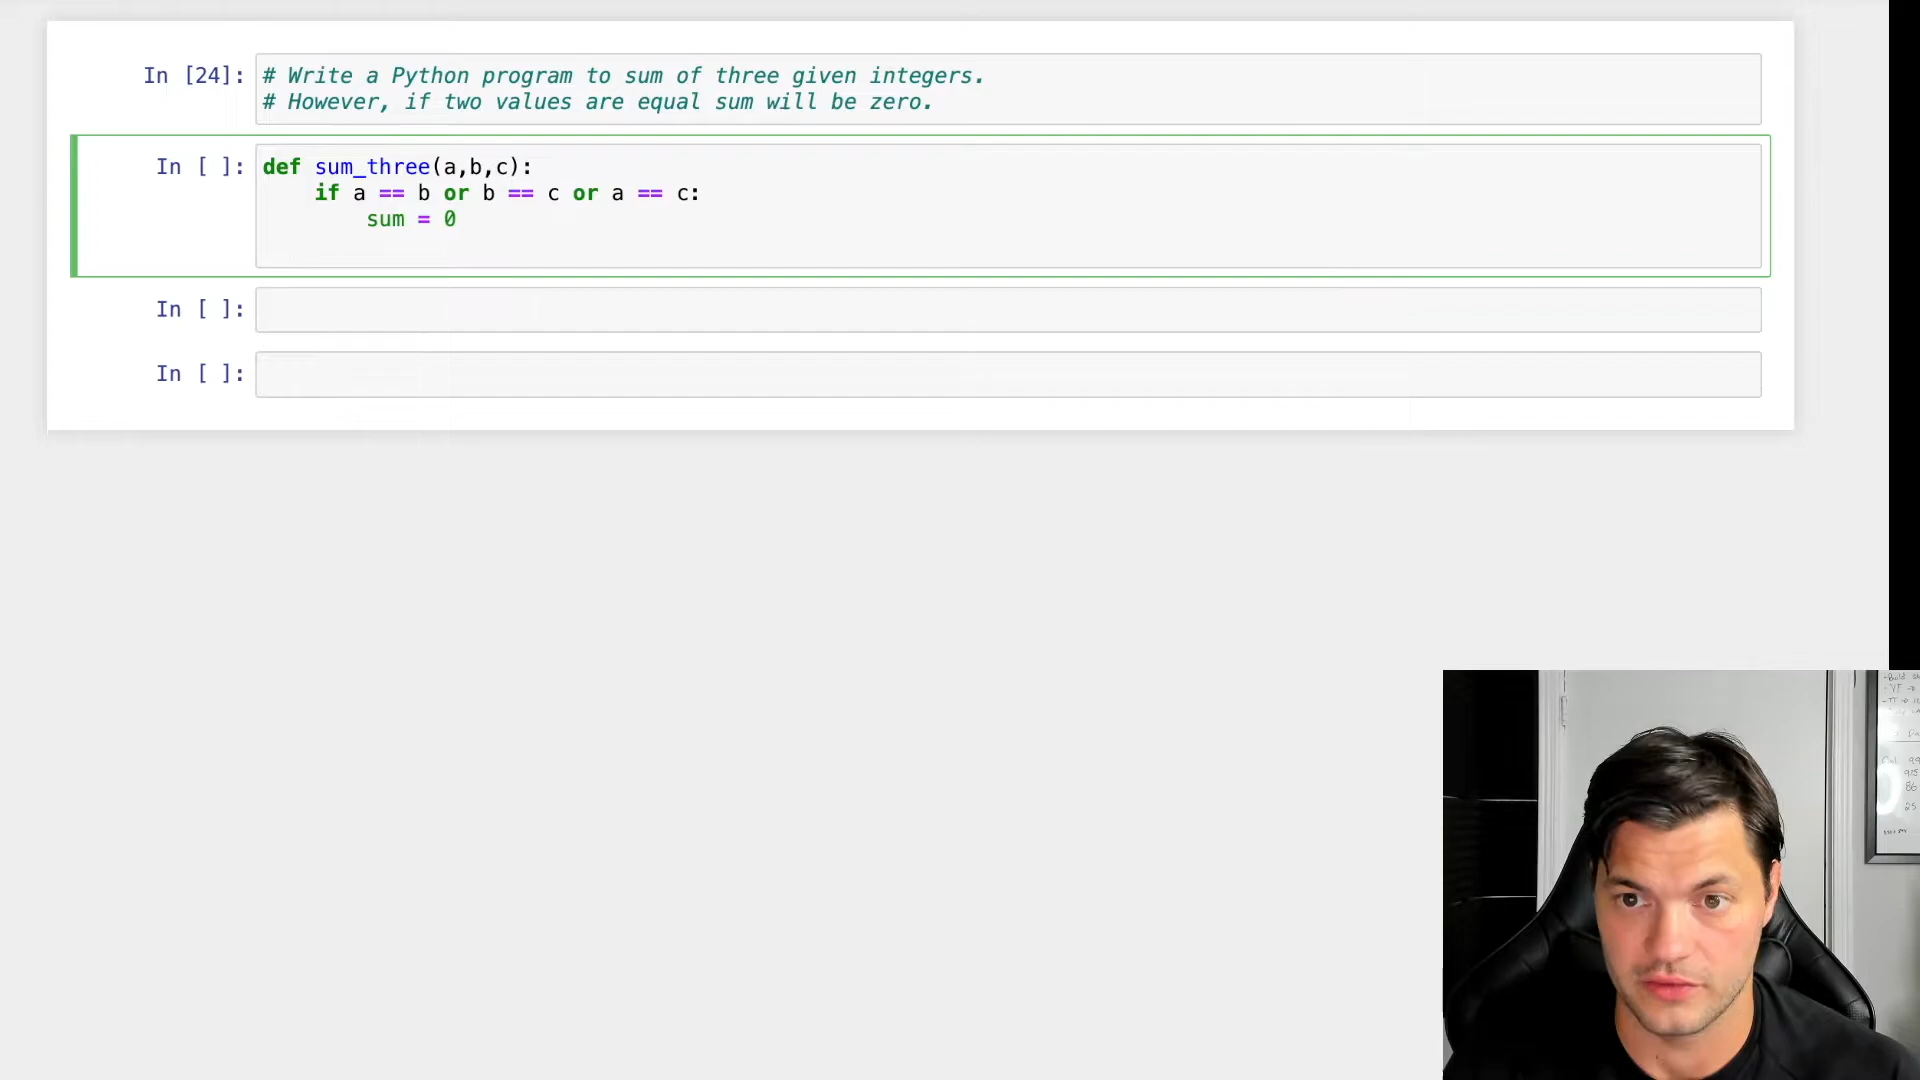 In [24]: # Write a Python program to sum of three given integers.
# However, if two values are equal sum will be zero.
In [ ]: def sum_three(a,b,c):
if a == b or b == c or a == c:
sum = 0
In [ ]:
In [ ]: